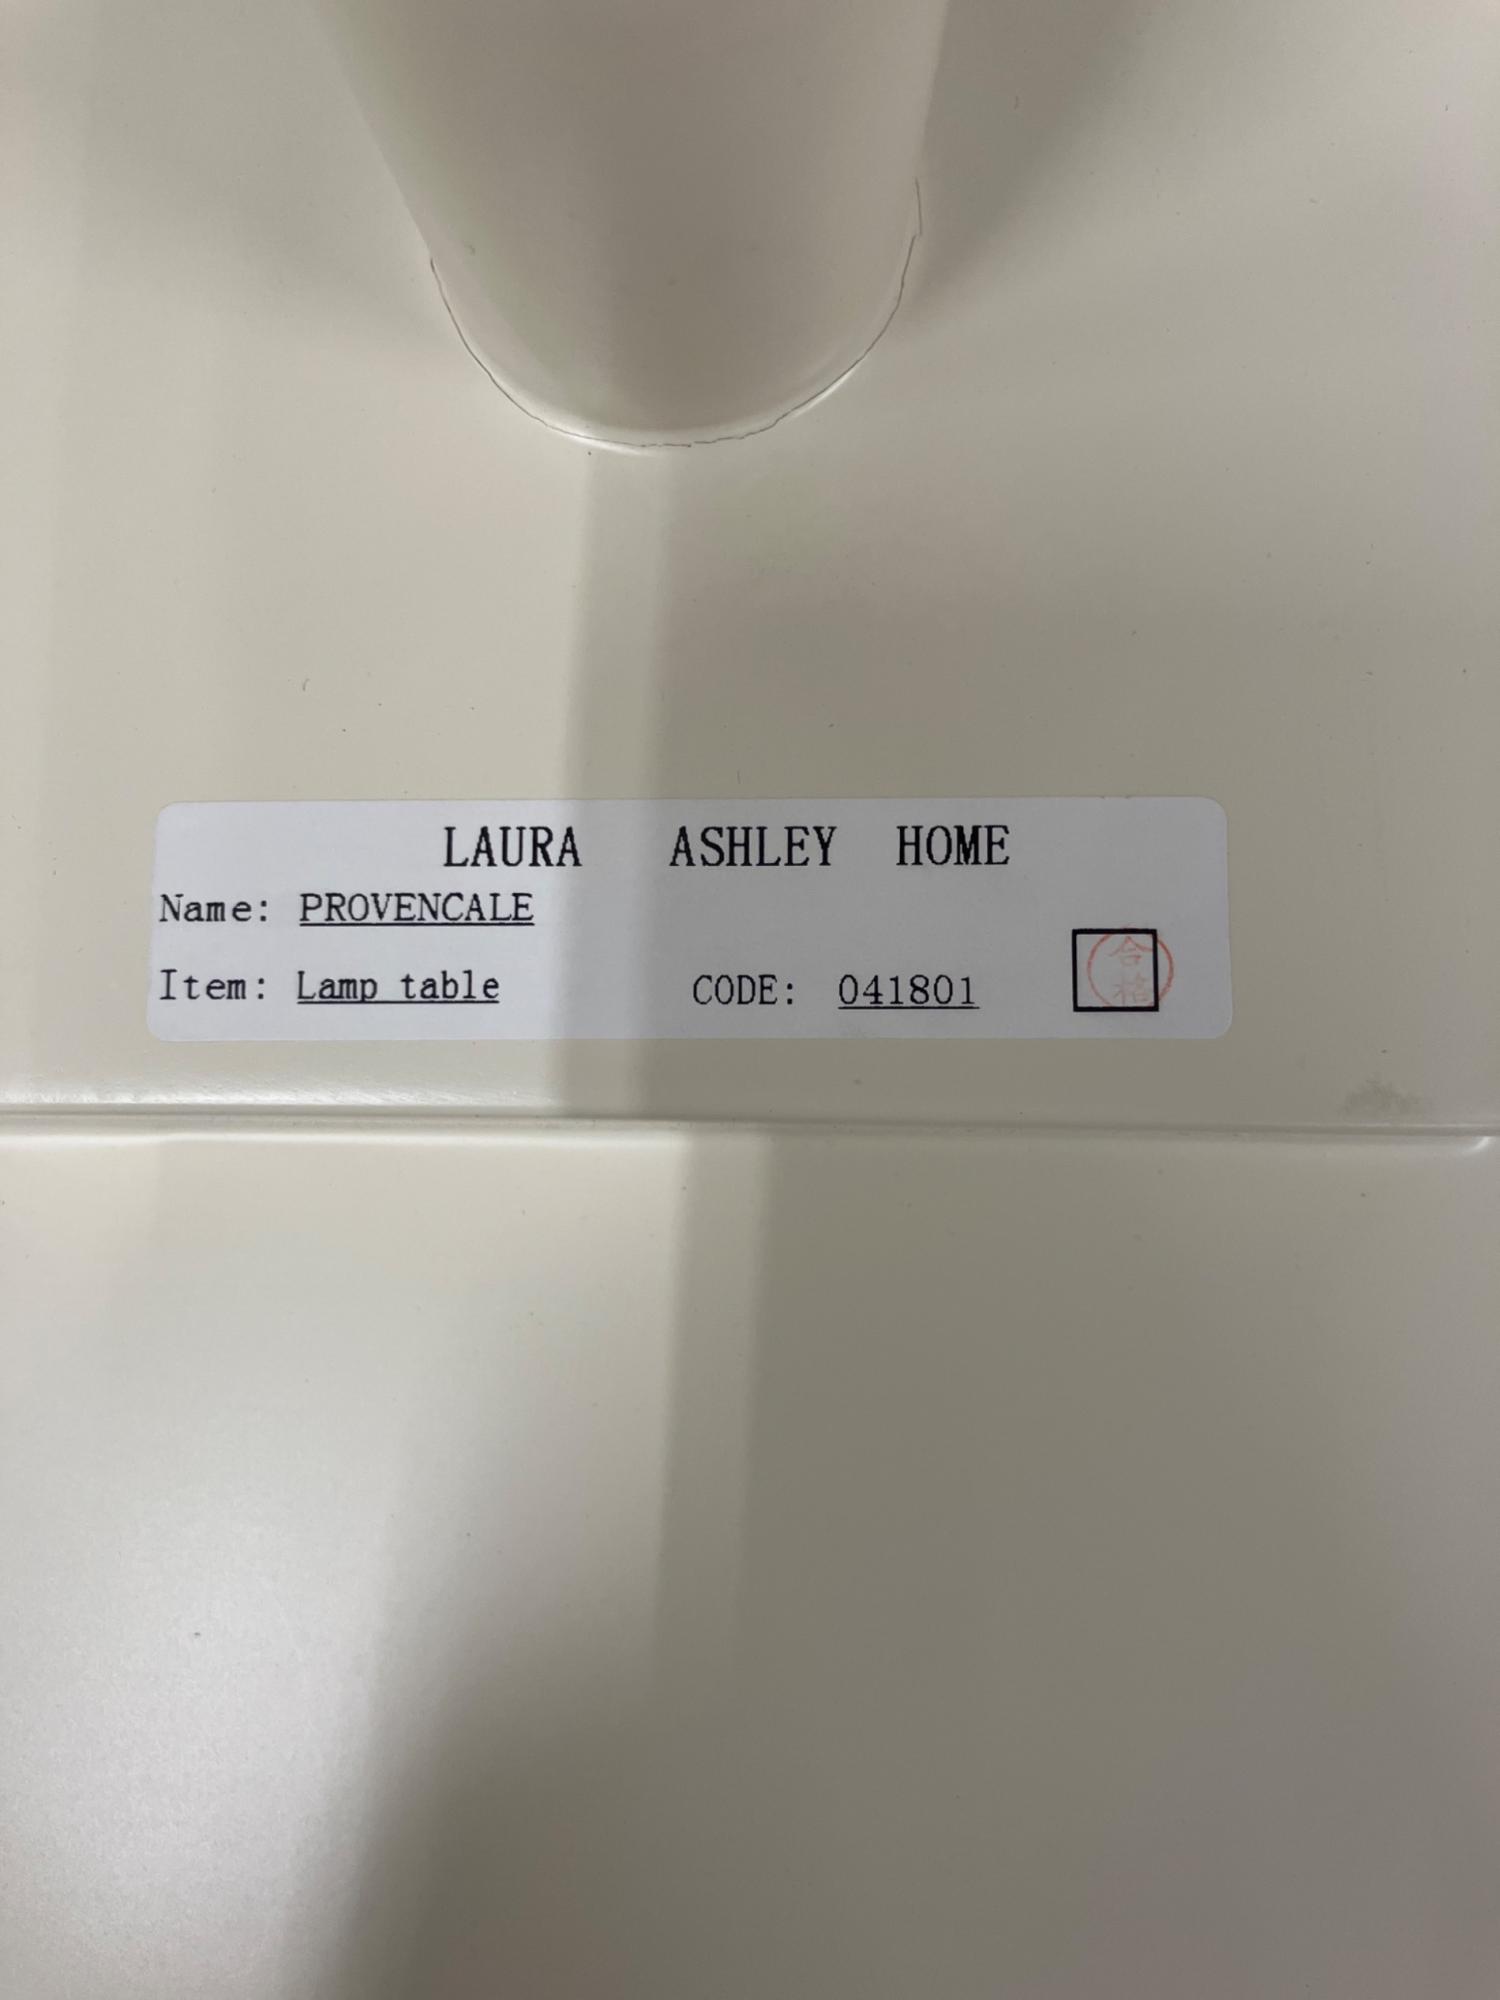 LAURA ASHLEY HOME
Name: PROVENCALE
Item: Lamp table CODE: 041801
合格